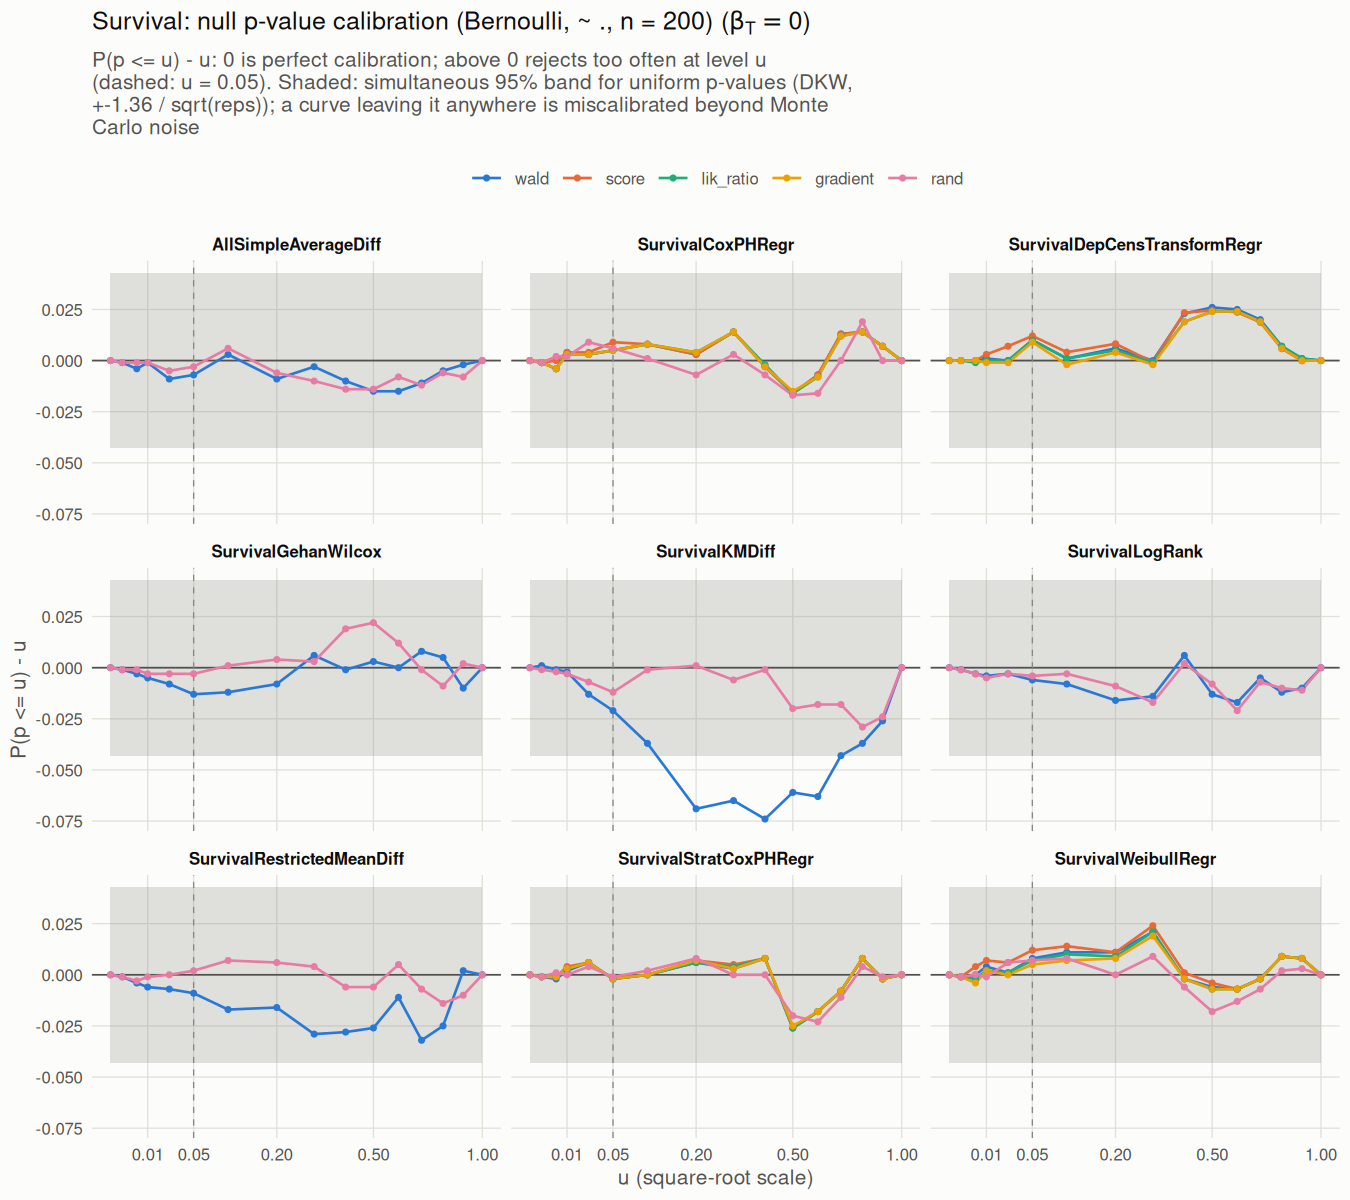 Survival: null p-value calibration (Bernoulli, ~ ., n = 200) (βT = 0)
P(p <= u) - u: 0 is perfect calibration; above 0 rejects too often at level u
(dashed: u = 0.05). Shaded: simultaneous 95% band for uniform p-values (DKW,
+-1.36 / sqrt(reps)); a curve leaving it anywhere is miscalibrated beyond Monte
Carlo noise
wald score lik_ratio gradient rand
AllSimpleAverageDiff SurvivalCoxPHRegr SurvivalDepCensTransformRegr
0.025
0.000
-0.025
-0.050
-0.075
SurvivalGehanWilcox SurvivalKMDiff SurvivalLogRank
0.025
0.000
-0.025
-0.050
-0.075
P(p <= u) - u
SurvivalRestrictedMeanDiff SurvivalStratCoxPHRegr SurvivalWeibullRegr
0.025
0.000
-0.025
-0.050
-0.075
0.01 0.05 0.20 0.50 1.00 0.01 0.05 0.20 0.50 1.00 0.01 0.05 0.20 0.50 1.00
u (square-root scale)